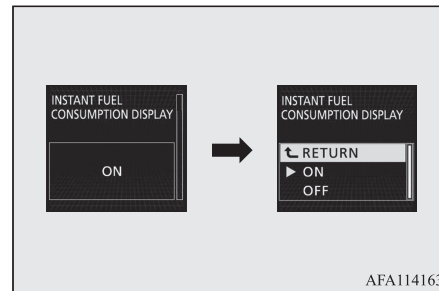 INSTANT FUEL
CONSUMPTION DISPLAY
ON
INSTANT FUEL
CONSUMPTION DISPLAY
RETURN
ON
OFF
AFA114163